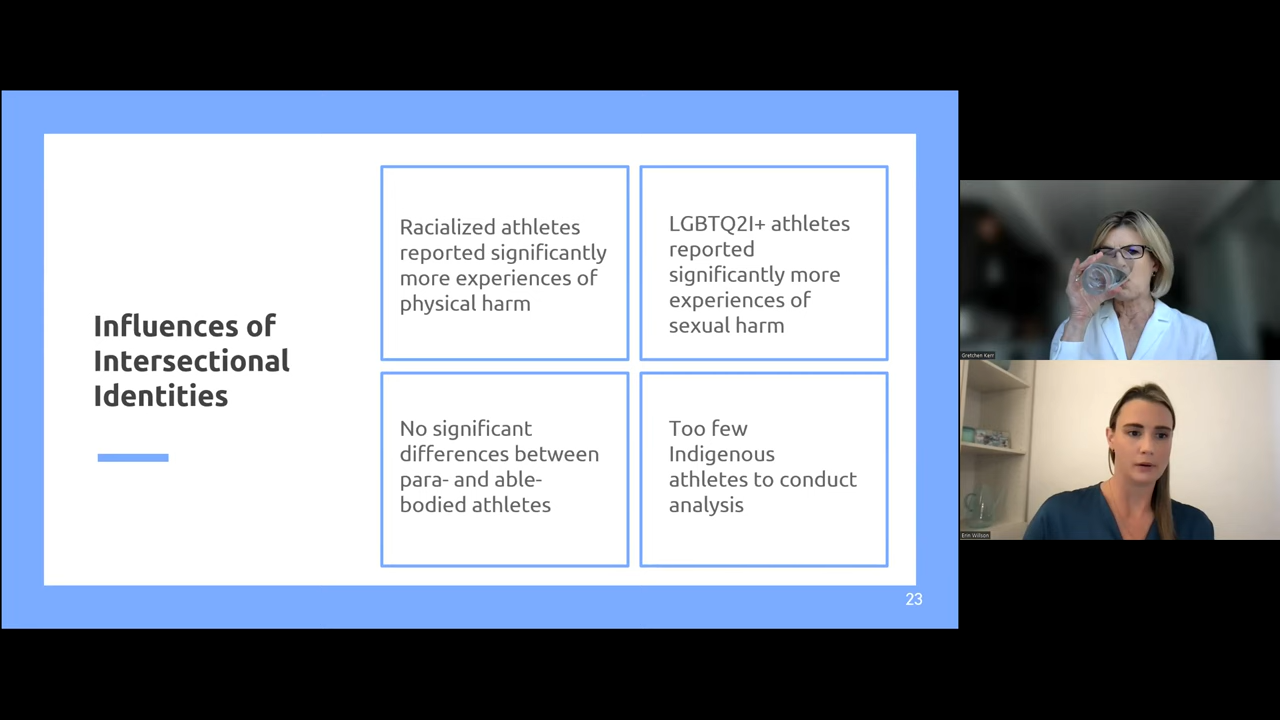 Influences of
Intersectional
Identities
Racialized athletes
reported significantly
more experiences of
physical harm
LGBTQ2I+ athletes
reported
significantly more
experiences of
sexual harm
No significant
differences between
para- and able-
bodied athletes
Too few
Indigenous
athletes to conduct
analysis
23
Gretchen Kerr
Erin Willson